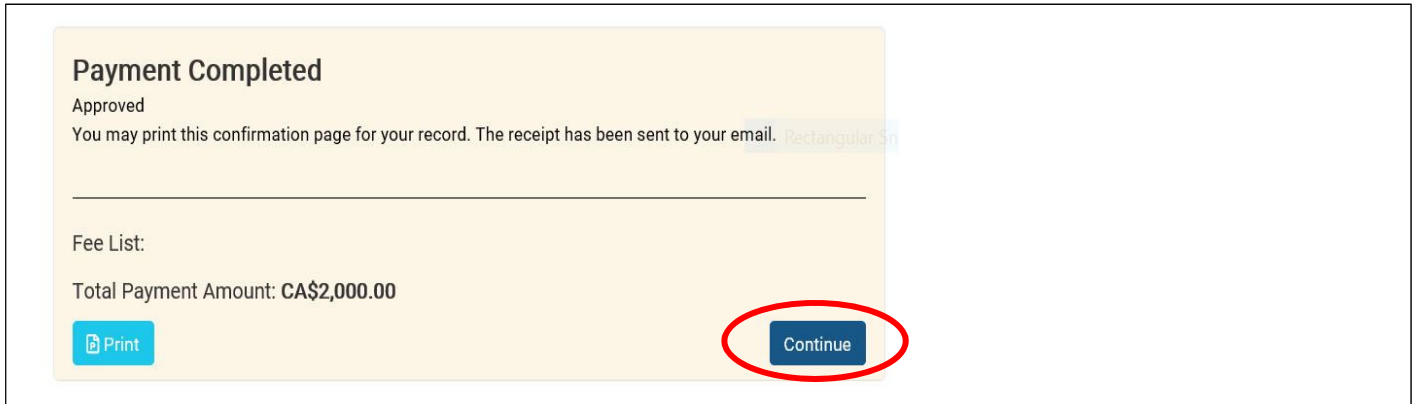 Payment Completed
Approved
You may print this confirmation page for your record. The receipt has been sent to your email.
Rectangular Sn
Fee List:
Total Payment Amount: CA$2,000.00
Print
Continue